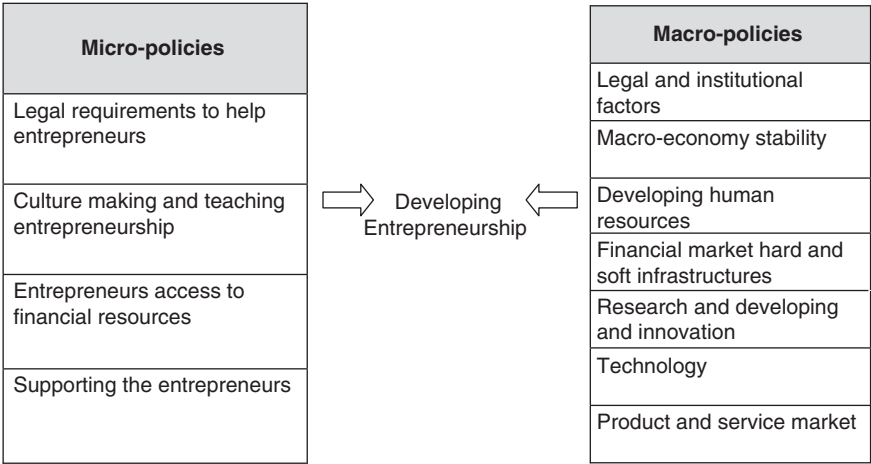 Micro-policies
Legal requirements to help
entrepreneurs
Culture making and teaching
entrepreneurship
Entrepreneurs access to
financial resources
Supporting the entrepreneurs
Developing
Entrepreneurship
Macro-policies
Legal and institutional
factors
Macro-economy stability
Developing human
resources
Financial market hard and
soft infrastructures
Research and developing
and innovation
Technology
Product and service market